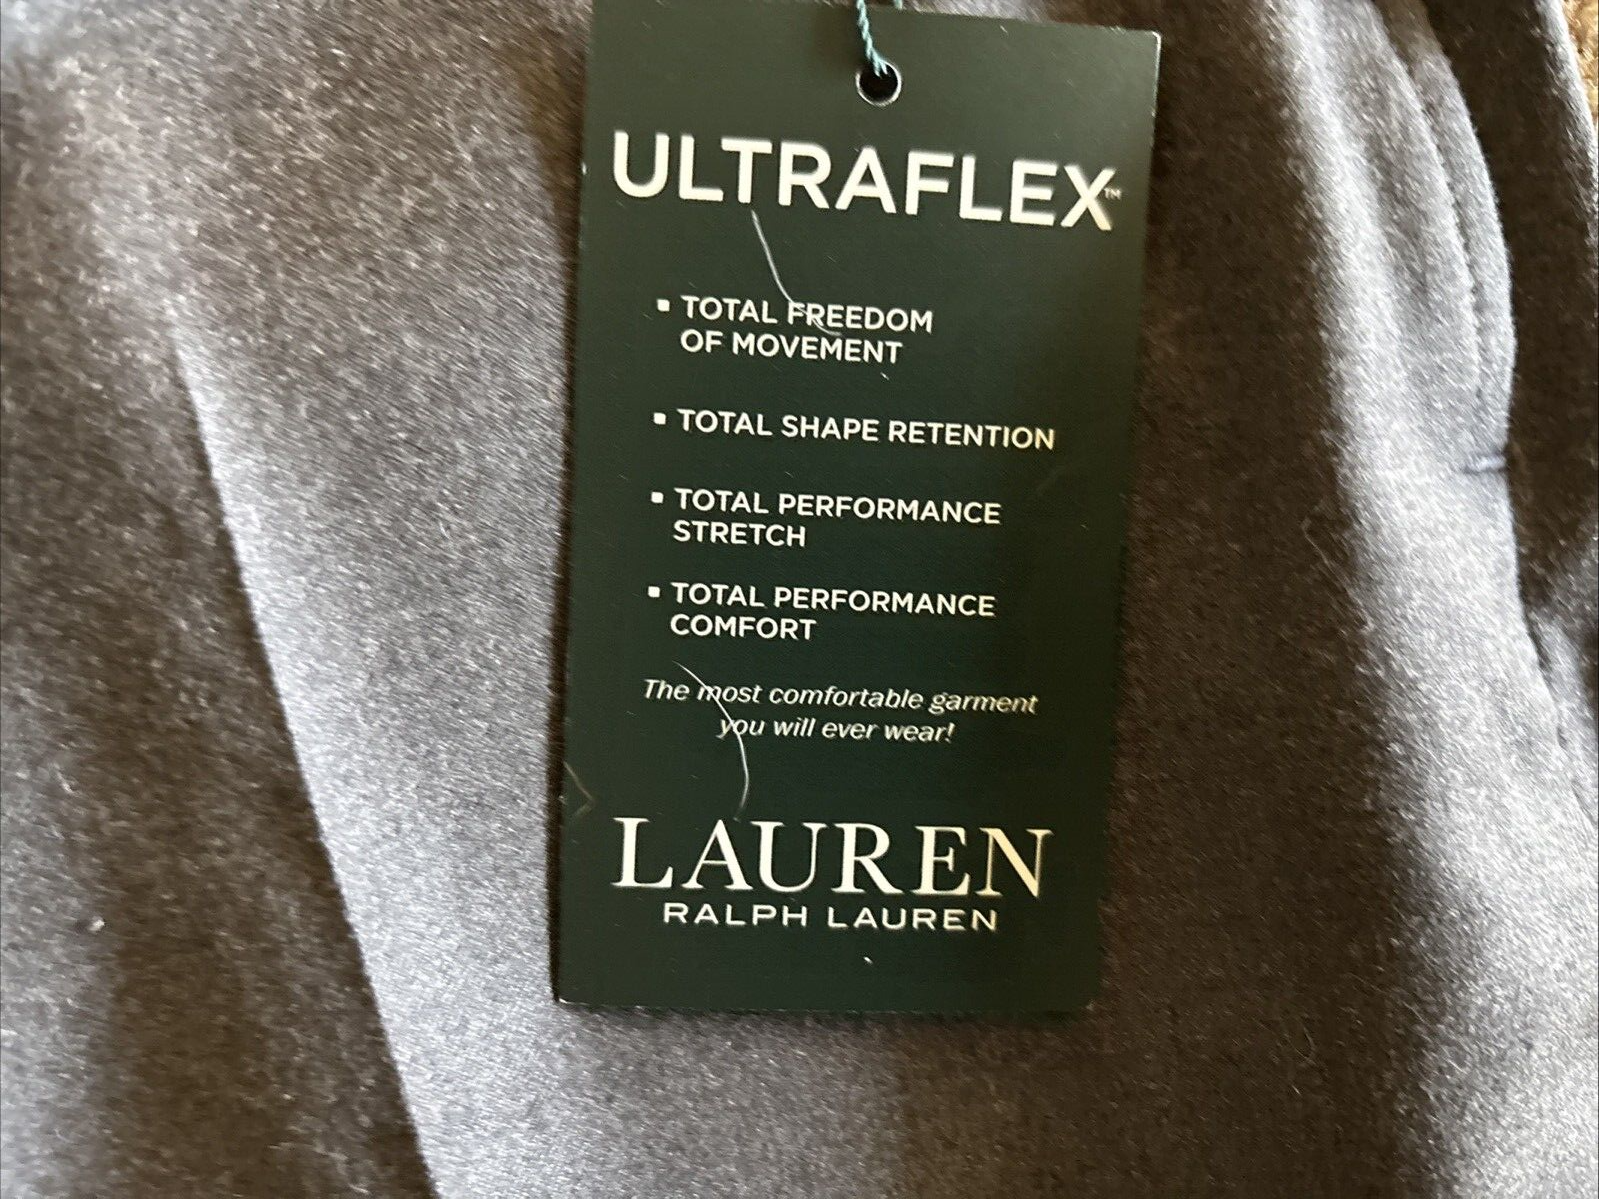 ULTRAFLEX™
▪ TOTAL FREEDOM
OF MOVEMENT
▪ TOTAL SHAPE RETENTION
▪ TOTAL PERFORMANCE
STRETCH
▪ TOTAL PERFORMANCE
COMFORT
The most comfortable garment
you will ever wear!
LAUREN
RALPH LAUREN